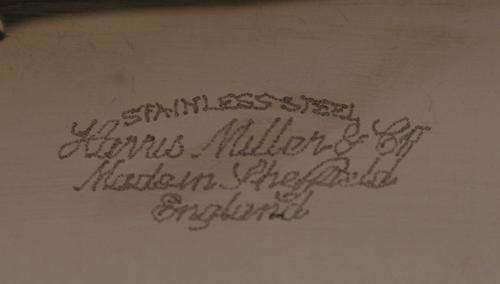 STAINLESS STEEL
Harris Miller & Co
Made in Sheffield
England